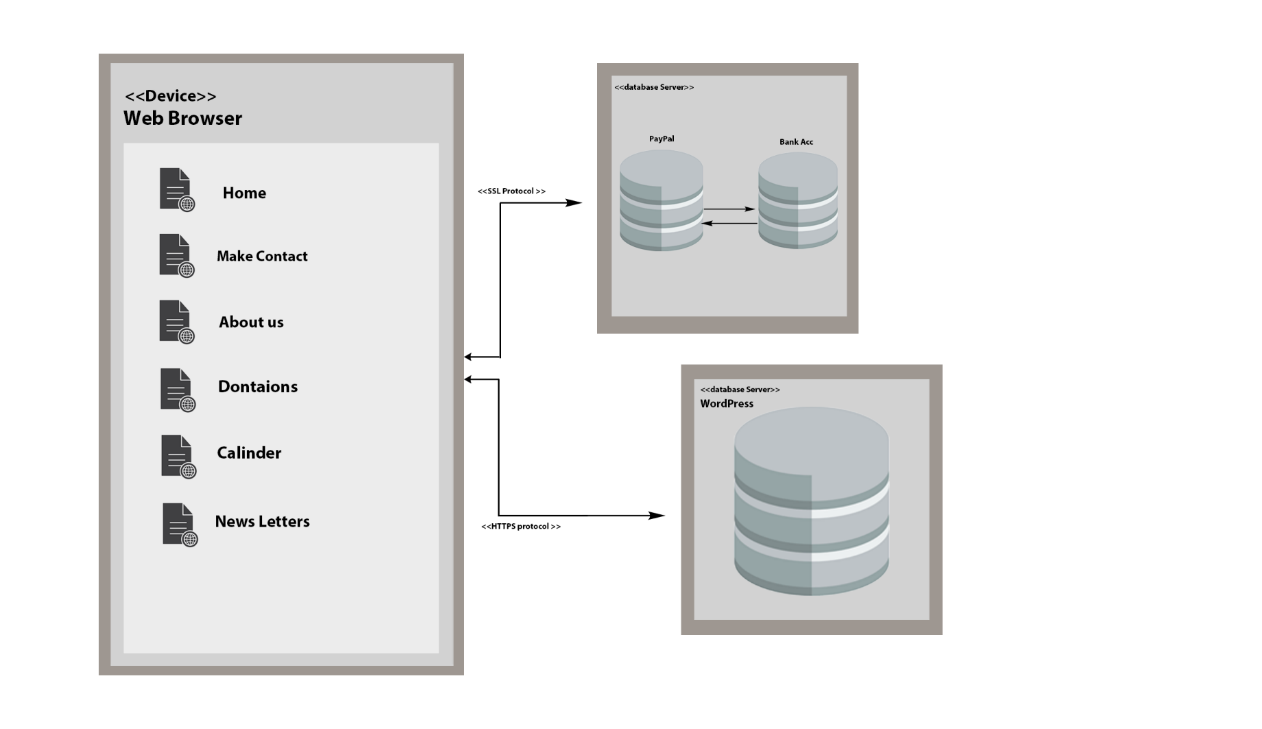 <<Device>>
Web Browser
Home
Make Contact
About us
Dontaions
Calinder
News Letters
<<SSL Protocol >>
<<HTTPS protocol >>
<<database Server>>
PayPal
Bank Acc
<<database Server>>
WordPress